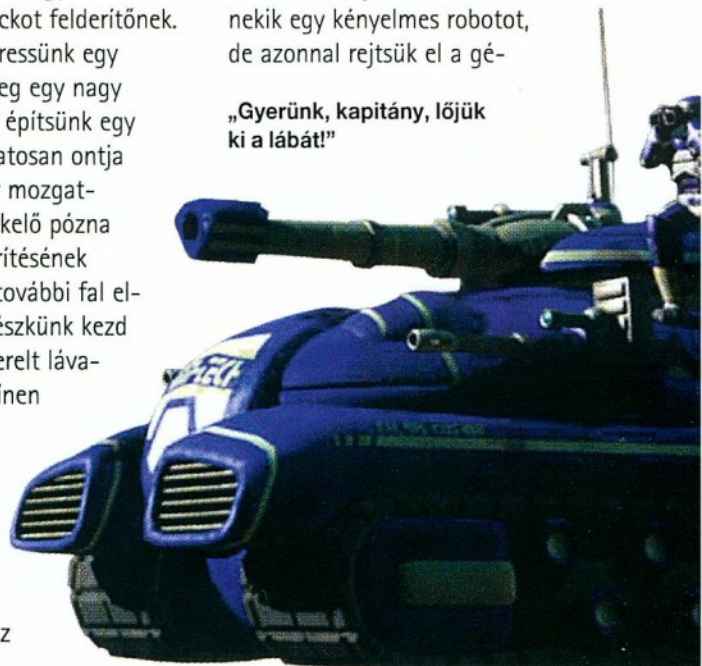 ckot felderítőnek.
ressünk egy
eg egy nagy
építsünk egy
atosan ontja
mozgat-
kelő pózna
rítésének
további fal el-
észkünk kezd
erelt láva-
ínen
z
nekik egy kényelmes robotot,
de azonnal rejtsük el a gé-
„Gyerünk, kapitány, lőjük
ki a lábát!”